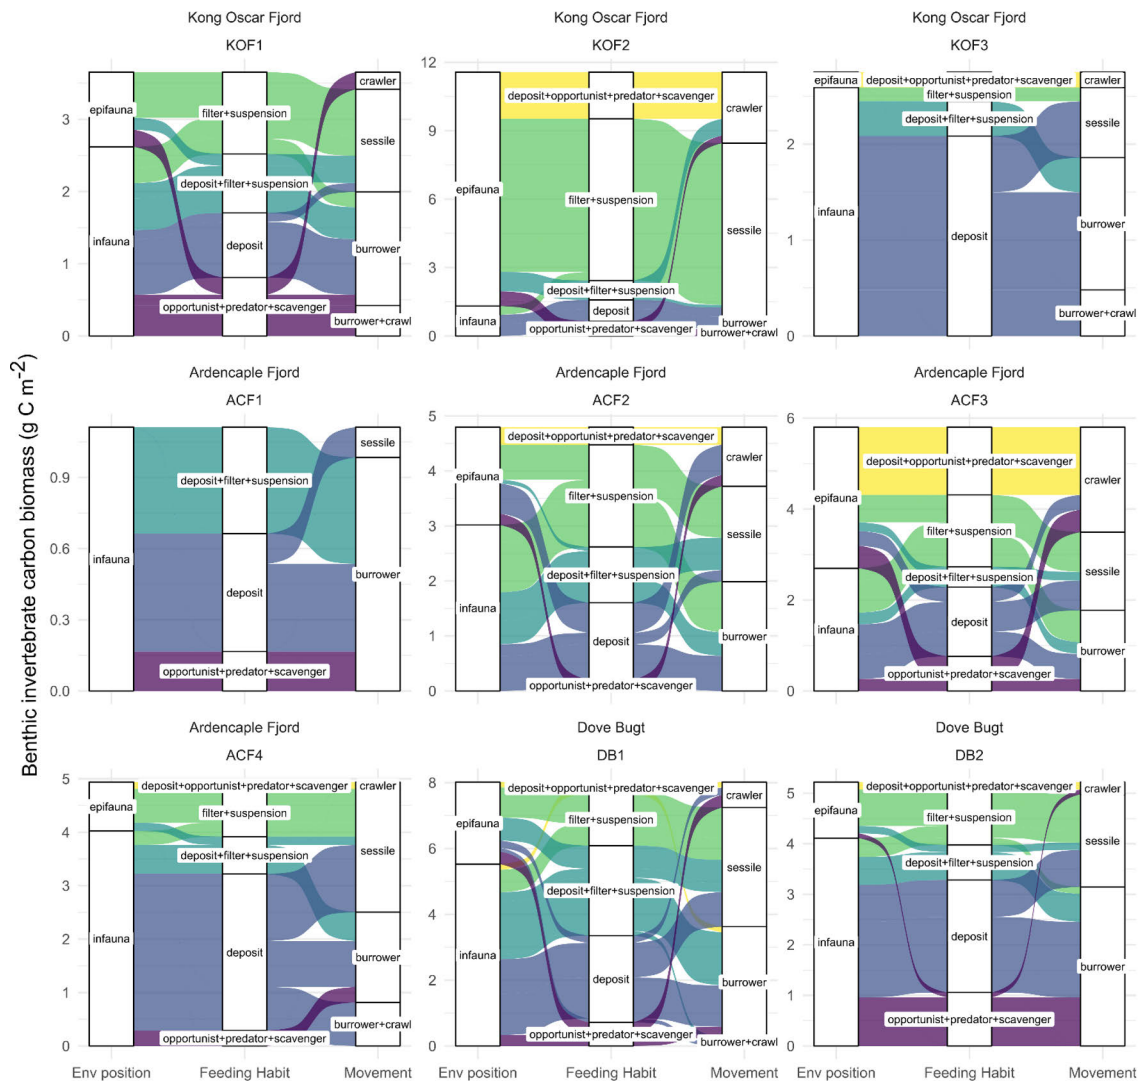 Kong Oscar Fjord
Kong Oscar Fjord
Kong Oscar Fjord
KOF1
KOF2
KOF3
Benthic invertebrate carbon biomass (g C m⁻²)
3
2
1
0
epifauna
infauna
filter+suspension
deposit+filter+suspension
deposit
opportunist+predator+scavenger
crawler
sessile
burrower
burrower+crawl
12
9
6
3
0
epifauna
infauna
deposit+opportunist+predator+scavenger
filter+suspension
deposit+filter+suspension
deposit
opportunist+predator+scavenger
crawler
sessile
burrower
burrower+crawl
2
1
0
epifauna
infauna
deposit+opportunist+predator+scavenger
filter+suspension
deposit+filter+suspension
deposit
crawler
sessile
burrower
burrower+crawl
Ardencaple Fjord
Ardencaple Fjord
Ardencaple Fjord
ACF1
ACF2
ACF3
0.9
0.6
0.3
0.0
infauna
deposit+filter+suspension
deposit
opportunist+predator+scavenger
sessile
burrower
5
4
3
2
1
0
epifauna
infauna
deposit+opportunist+predator+scavenger
filter+suspension
deposit+filter+suspension
deposit
opportunist+predator+scavenger
crawler
sessile
burrower
6
4
2
0
epifauna
infauna
deposit+opportunist+predator+scavenger
filter+suspension
deposit+filter+suspension
deposit
opportunist+predator+scavenger
crawler
sessile
burrower
Ardencaple Fjord
Dove Bugt
Dove Bugt
ACF4
DB1
DB2
5
4
3
2
1
0
epifauna
infauna
deposit+opportunist+predator+scavenger
filter+suspension
deposit+filter+suspension
deposit
opportunist+predator+scavenger
crawler
sessile
burrower
burrower+crawl
8
6
4
2
0
epifauna
infauna
deposit+opportunist+predator+scavenger
filter+suspension
deposit+filter+suspension
deposit
opportunist+predator+scavenger
crawler
sessile
burrower
burrower+crawl
5
4
3
2
1
0
epifauna
infauna
deposit+opportunist+predator+scavenger
filter+suspension
deposit+filter+suspension
deposit
opportunist+predator+scavenger
crawler
sessile
burrower
Env position Feeding Habit Movement
Env position Feeding Habit Movement
Env position Feeding Habit Movement